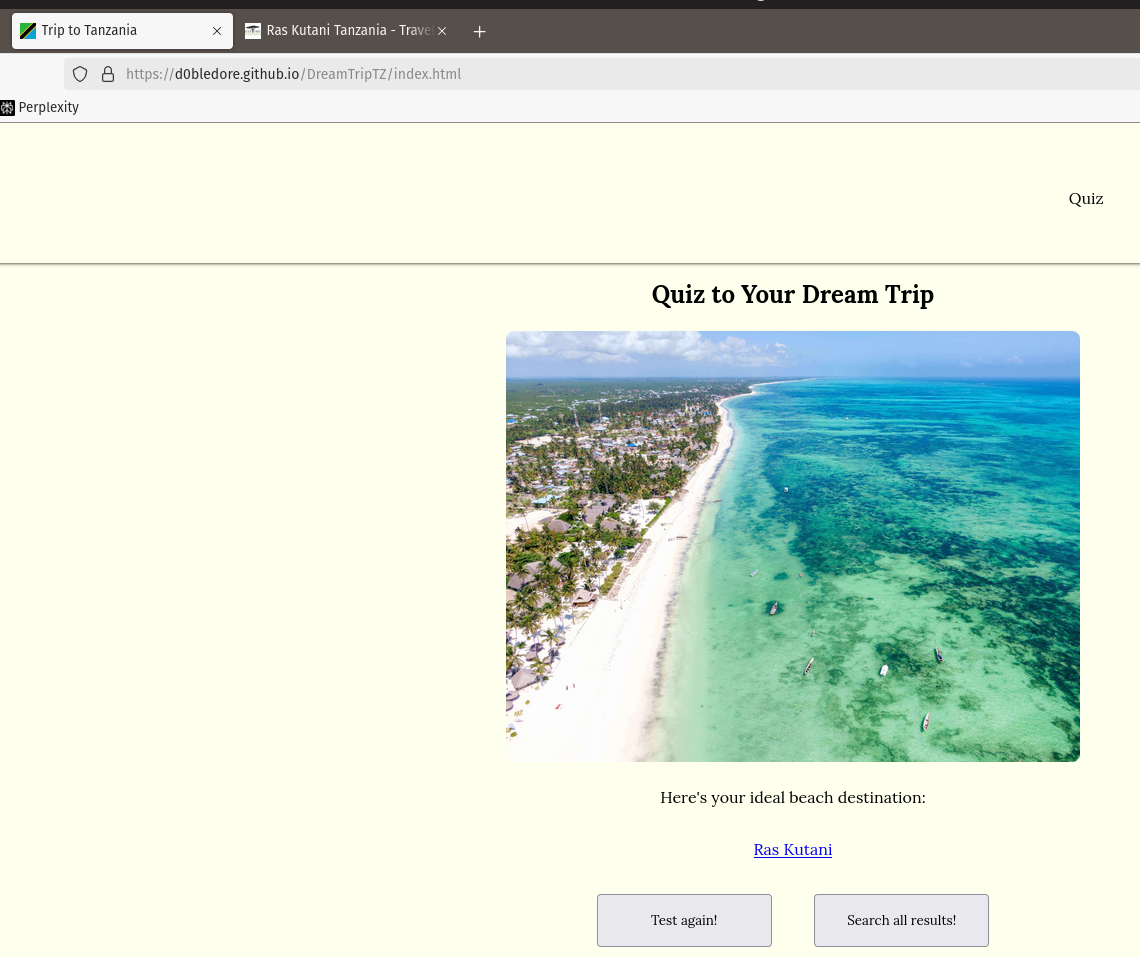 Trip to Tanzania
Ras Kutani Tanzania - Travel
https://d0bledore.github.io/DreamTripTZ/index.html
Perplexity
Quiz
Quiz to Your Dream Trip
Here's your ideal beach destination:
Ras Kutani
Test again!
Search all results!